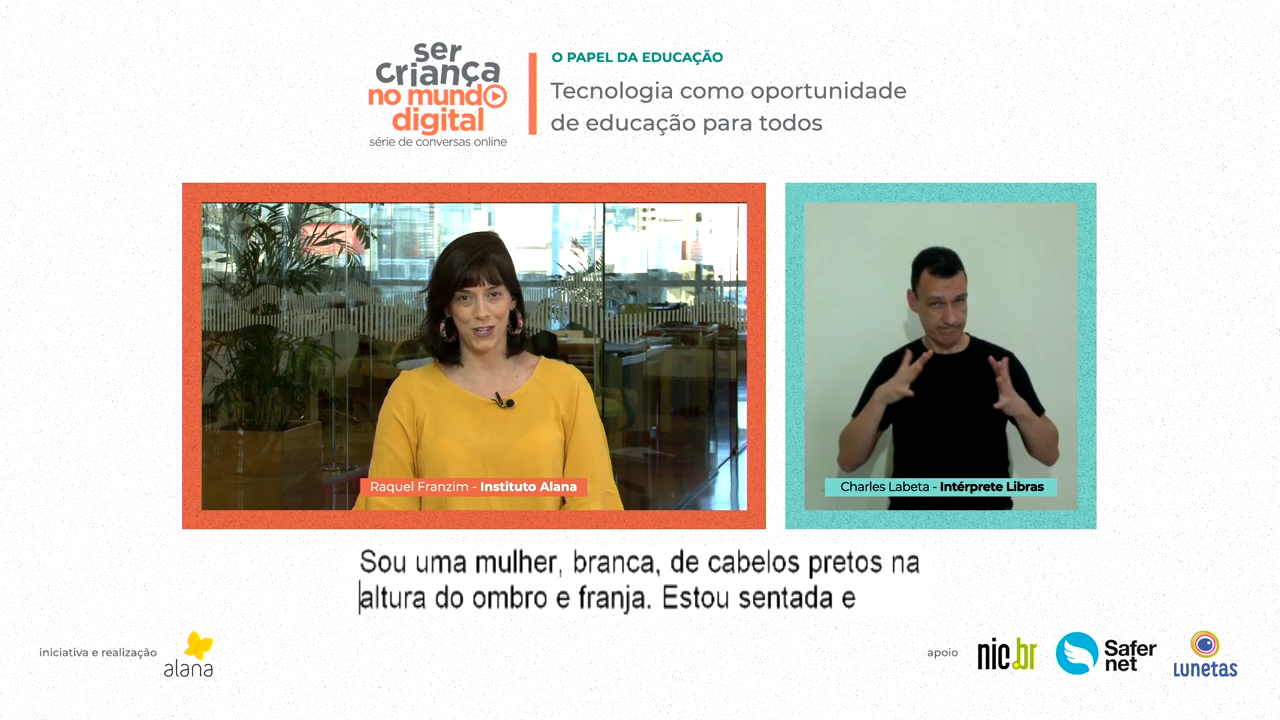 ser
criança
no mundo
digital
série de conversas online
O PAPEL DA EDUCAÇÃO
Tecnologia como oportunidade
de educação para todos
Raquel Franzim - Instituto Alana
Charles Labeta - Intérprete Libras
Sou uma mulher, branca, de cabelos pretos na
altura do ombro e franja. Estou sentada e
iniciativa e realização
alana
apoio
nic.br
Safer
net
LUNETAS